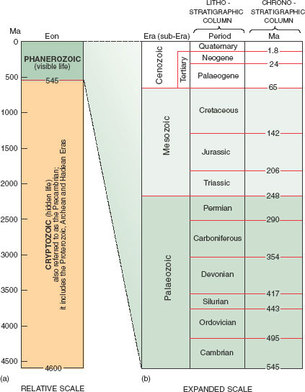 LITHO -
STRATIGRAPHIC
COLUMN
CHRONO -
STRATIGRAPHIC
COLUMN
Ma
Eon
Era (sub-Era)
Period
Ma
0
PHANEROZOIC
(visible life)
545
500
1000
1500
2000
2500
3000
3500
4000
4500
CRYPTOZOIC (hidden life)
also referred to as the Precambrian;
it includes the Proterozoic, Archean and Hadean Eras
4600
Cenozoic
Tertiary
Quaternary
1.8
Neogene
24
Palaeogene
65
Mesozoic
Cretaceous
142
Jurassic
206
Triassic
248
Palaeozoic
Permian
290
Carboniferous
354
Devonian
417
Silurian
443
Ordovician
495
Cambrian
545
(a)
RELATIVE SCALE
(b)
EXPANDED SCALE